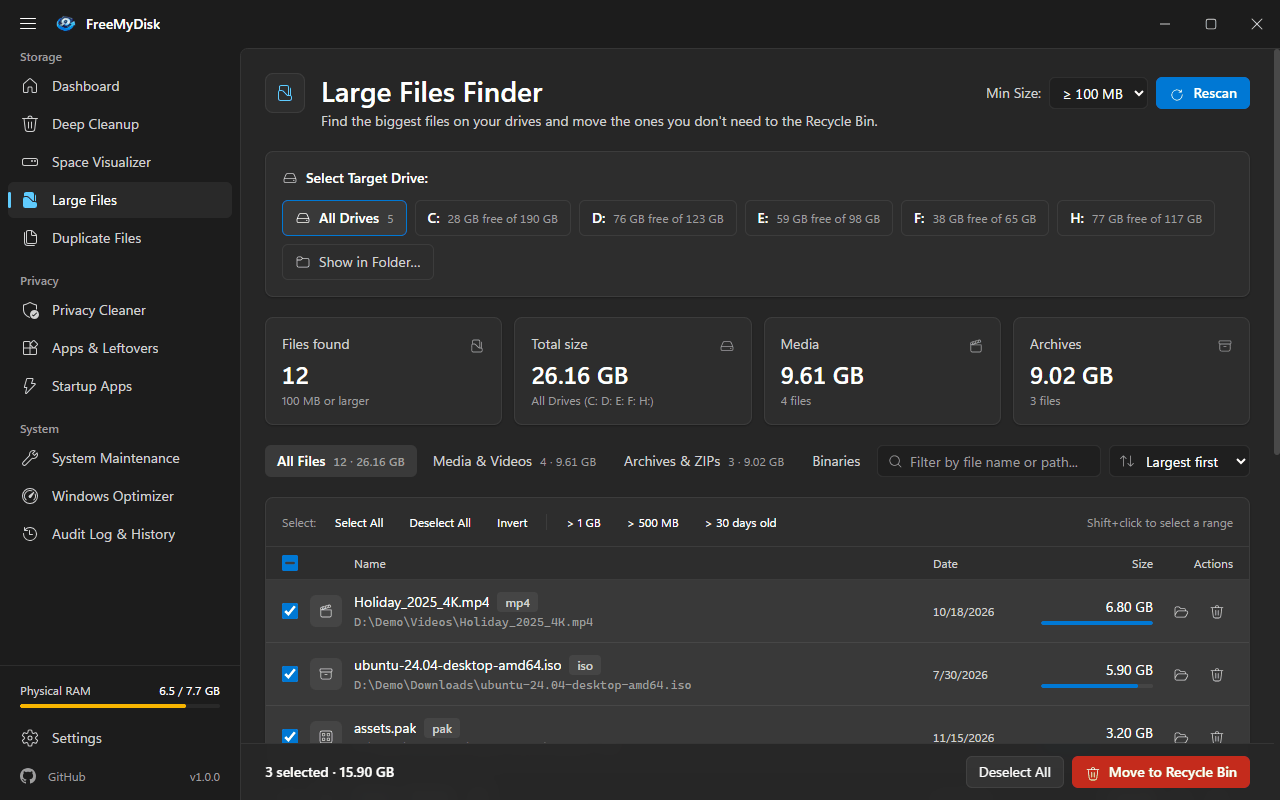 FreeMyDisk
Storage
Dashboard
Deep Cleanup
Space Visualizer
Large Files
Duplicate Files
Privacy
Privacy Cleaner
Apps & Leftovers
Startup Apps
System
System Maintenance
Windows Optimizer
Audit Log & History
Physical RAM 6.5 / 7.7 GB
Settings
GitHub v1.0.0
Large Files Finder
Find the biggest files on your drives and move the ones you don't need to the Recycle Bin.
Min Size: ≥ 100 MB Rescan
Select Target Drive:
All Drives 5 C: 28 GB free of 190 GB D: 76 GB free of 123 GB E: 59 GB free of 98 GB F: 38 GB free of 65 GB H: 77 GB free of 117 GB
Show in Folder...
Files found
12
100 MB or larger
Total size
26.16 GB
All Drives (C: D: E: F: H:)
Media
9.61 GB
4 files
Archives
9.02 GB
3 files
All Files 12 · 26.16 GB Media & Videos 4 · 9.61 GB Archives & ZIPs 3 · 9.02 GB Binaries Filter by file name or path... Largest first
Select: Select All Deselect All Invert > 1 GB > 500 MB > 30 days old Shift+click to select a range
Name Date Size Actions
Holiday_2025_4K.mp4 mp4
D:\Demo\Videos\Holiday_2025_4K.mp4
10/18/2026 6.80 GB
ubuntu-24.04-desktop-amd64.iso iso
D:\Demo\Downloads\ubuntu-24.04-desktop-amd64.iso
7/30/2026 5.90 GB
assets.pak pak
11/15/2026 3.20 GB
3 selected · 15.90 GB Deselect All Move to Recycle Bin